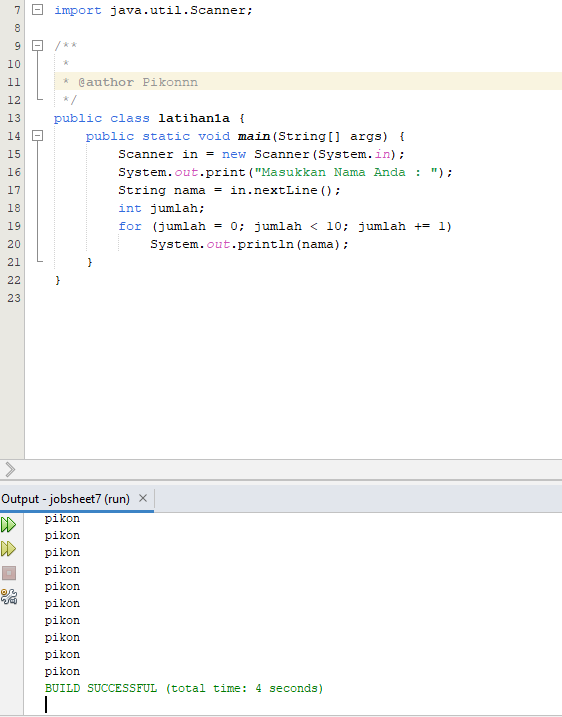 7 import java.util.Scanner;
8
9 /**
10 *
11 * @author Pikonnn
12 */
13 public class latihan1a {
14 public static void main(String[] args) {
15 Scanner in = new Scanner(System.in);
16 System.out.print("Masukkan Nama Anda : ");
17 String nama = in.nextLine();
18 int jumlah;
19 for (jumlah = 0; jumlah < 10; jumlah += 1)
20 System.out.println(nama);
21 }
22 }
23
Output - jobsheet7 (run) ×
pikon
pikon
pikon
pikon
pikon
pikon
pikon
pikon
pikon
pikon
BUILD SUCCESSFUL (total time: 4 seconds)